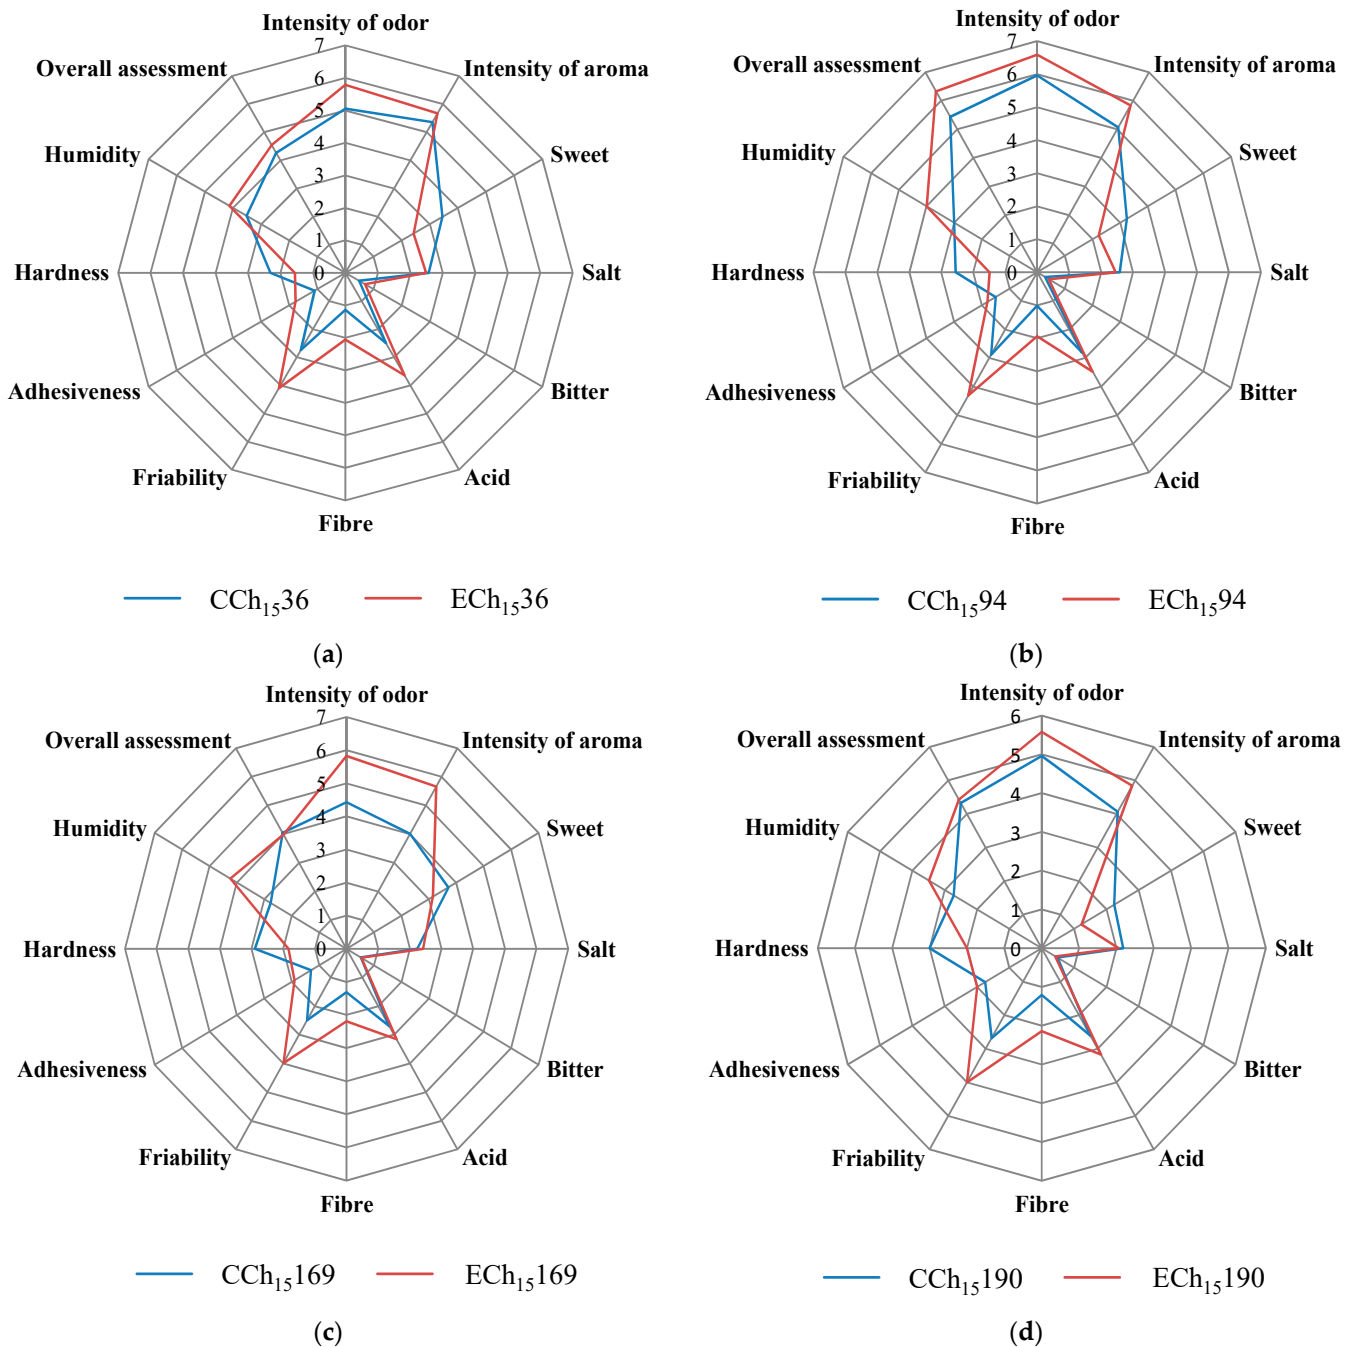 Intensity of odor
7
Overall assessment
Intensity of aroma
6
5
Humidity
4
Sweet
3
2
1
Hardness
0
Salt
Adhesiveness
Bitter
Friability
Acid
Fibre
CCh₁₅36 ECh₁₅36
(a)
Intensity of odor
7
Overall assessment
Intensity of aroma
6
5
Humidity
4
Sweet
3
2
1
Hardness
0
Salt
Adhesiveness
Bitter
Friability
Acid
Fibre
CCh₁₅94 ECh₁₅94
(b)
Intensity of odor
7
Overall assessment
Intensity of aroma
6
5
Humidity
4
Sweet
3
2
1
Hardness
0
Salt
Adhesiveness
Bitter
Friability
Acid
Fibre
CCh₁₅169 ECh₁₅169
(c)
Intensity of odor
6
Overall assessment
Intensity of aroma
5
4
Humidity
Sweet
3
2
1
Hardness
0
Salt
Adhesiveness
Bitter
Friability
Acid
Fibre
CCh₁₅190 ECh₁₅190
(d)